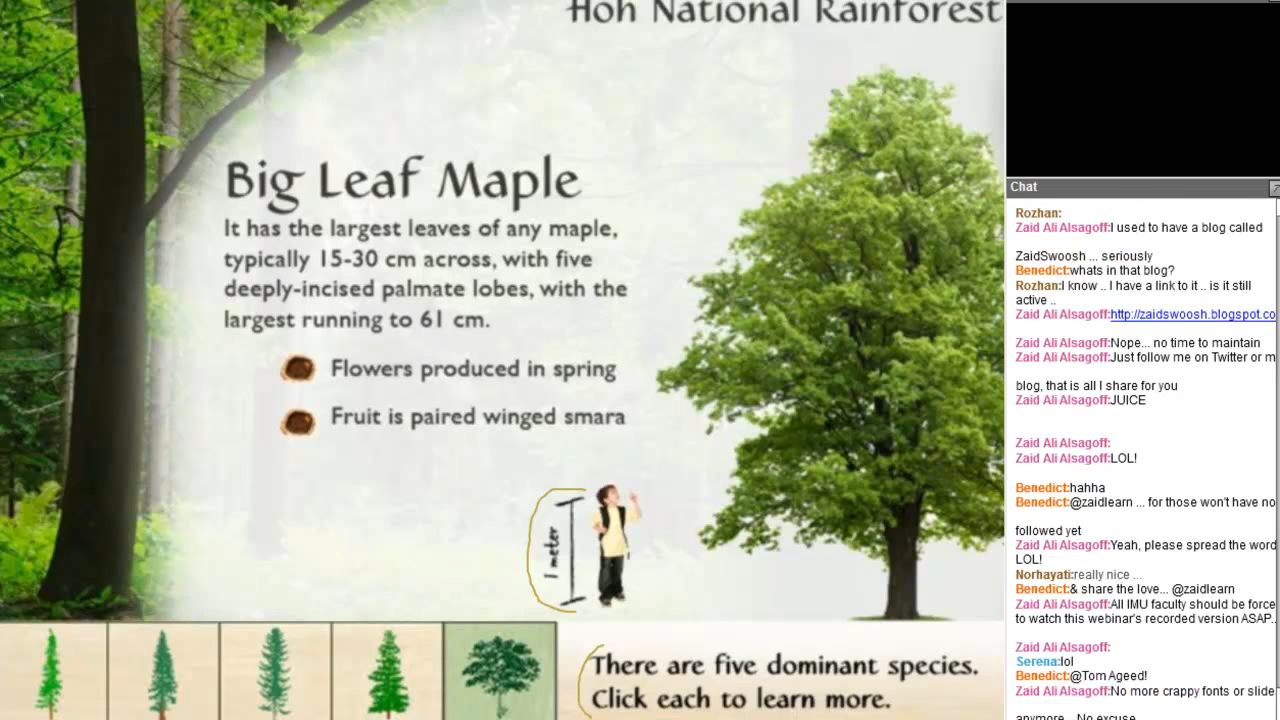 Hoh National Rainforest
Big Leaf Maple
It has the largest leaves of any maple,
typically 15-30 cm across, with five
deeply-incised palmate lobes, with the
largest running to 61 cm.
Flowers produced in spring
Fruit is paired winged smara
1 meter
There are five dominant species.
Click each to learn more.
Chat
Rozhan:
Zaid Ali Alsagoff:I used to have a blog called
ZaidSwoosh ... seriously
Benedict:whats in that blog?
Rozhan:I know .. I have a link to it .. is it still
active ..
Zaid Ali Alsagoff:http://zaidswoosh.blogspot.co
Zaid Ali Alsagoff:Nope... no time to maintain
Zaid Ali Alsagoff:Just follow me on Twitter or m
blog, that is all I share for you
Zaid Ali Alsagoff:JUICE
Zaid Ali Alsagoff:
Zaid Ali Alsagoff:LOL!
Benedict:hahha
Benedict:@zaidlearn ... for those won't have no
followed yet
Zaid Ali Alsagoff:Yeah, please spread the word
LOL!
Norhayati:really nice ...
Benedict:& share the love... @zaidlearn
Zaid Ali Alsagoff:All IMU faculty should be force
to watch this webinar's recorded version ASAP..
Zaid Ali Alsagoff:
Serena:lol
Benedict:@Tom Ageed!
Zaid Ali Alsagoff:No more crappy fonts or slide
anymore... No excuse